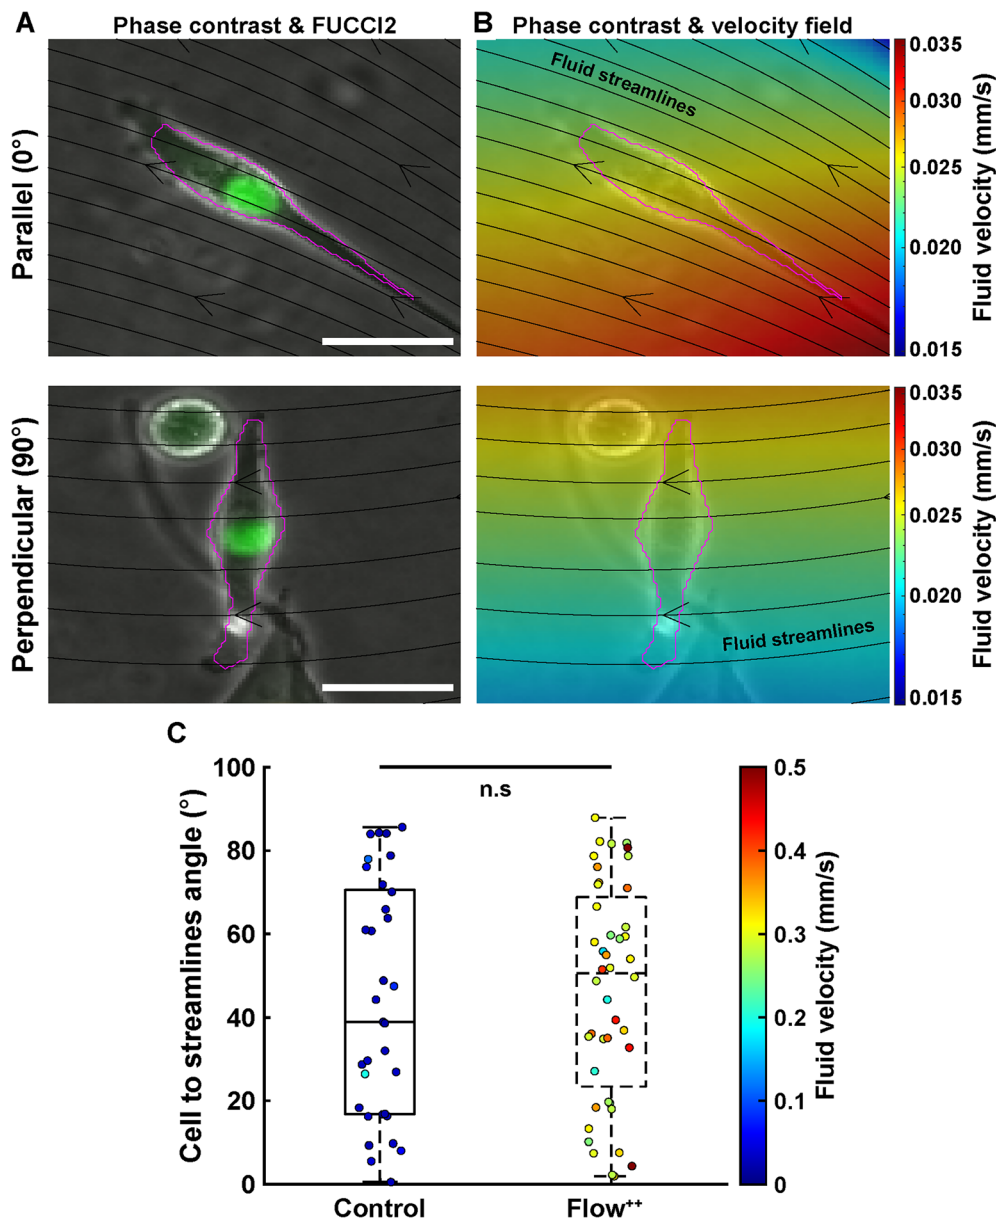 A Phase contrast & FUCCI2
B Phase contrast & velocity field
Parallel (0°)
Fluid streamlines
0.035
0.030
0.025
0.020
0.015
Fluid velocity (mm/s)
Perpendicular (90°)
Fluid streamlines
0.035
0.030
0.025
0.020
0.015
Fluid velocity (mm/s)
C
Cell to streamlines angle (°)
100
80
60
40
20
0
n.s
Control
Flow⁺⁺
0.5
0.4
0.3
0.2
0.1
0
Fluid velocity (mm/s)